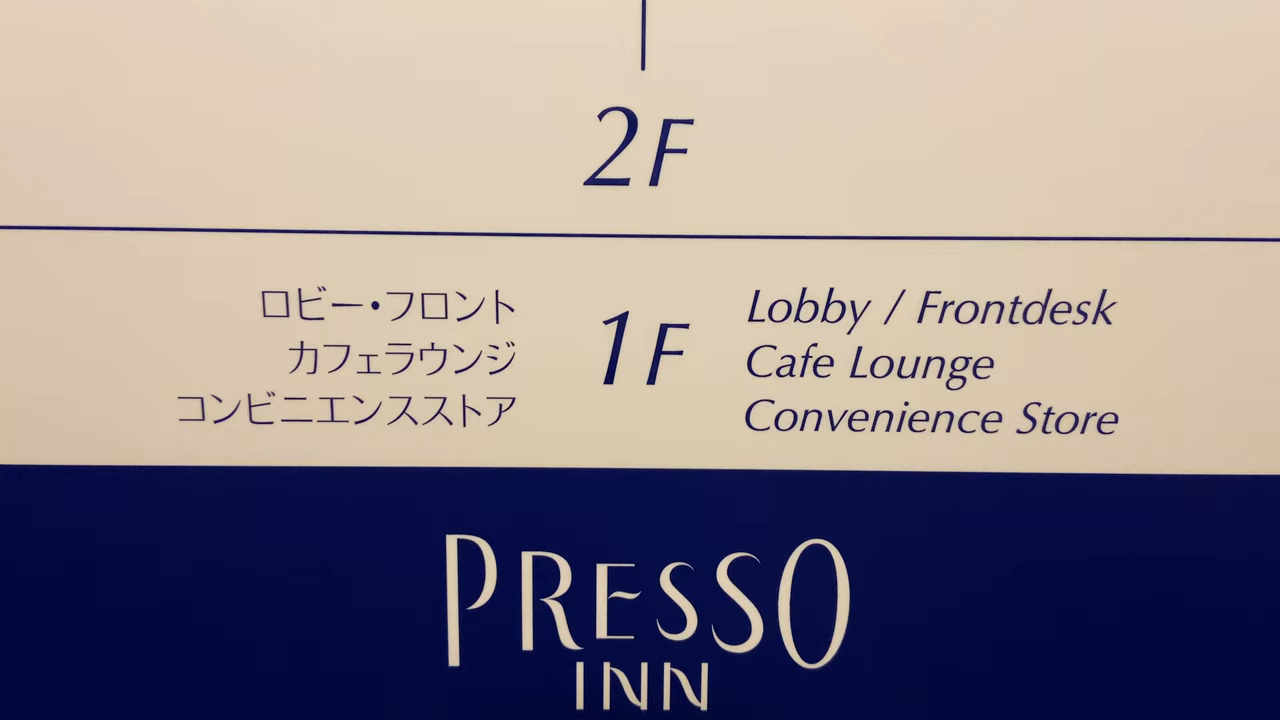 2F
ロビー・フロント
カフェラウンジ
コンビニエンスストア
1F
Lobby / Frontdesk
Cafe Lounge
Convenience Store
PRESSO
INN